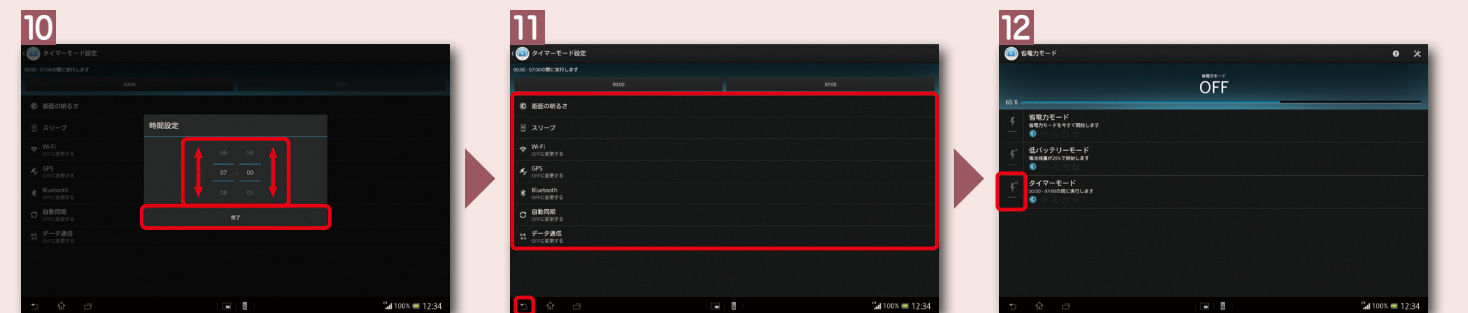 10
タイマーモード設定
00:00 - 07:00の間に実行します
00:00
画面の明るさ
スリープ
Wi-Fi
OFFに変更する
GPS
OFFに変更する
Bluetooth
OFFに変更する
自動同期
OFFに変更する
データ通信
OFFに変更する
時間設定
06 59
07 : 00
08 01
完了
100% 12:34
11
タイマーモード設定
00:00 - 07:00の間に実行します
00:00 07:00
画面の明るさ
スリープ
Wi-Fi
OFFに変更する
GPS
OFFに変更する
Bluetooth
OFFに変更する
自動同期
OFFに変更する
データ通信
OFFに変更する
100% 12:34
12
省電力モード
省電力モード
OFF
65 %
省電力モード
省電力モードを今すぐ開始します
低バッテリーモード
電池残量が29%で開始します
タイマーモード
00:00 - 07:00の間に実行します
100% 12:34